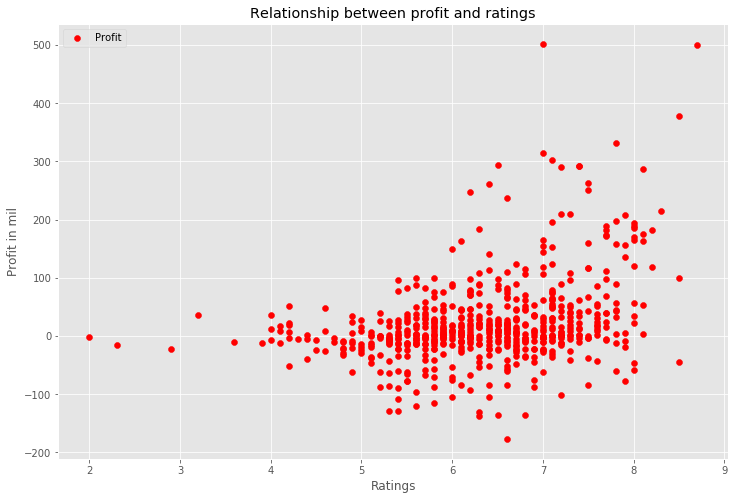 Relationship between profit and ratings
Profit
500
400
300
200
100
0
−100
−200
Profit in mil
2 3 4 5 6 7 8 9
Ratings